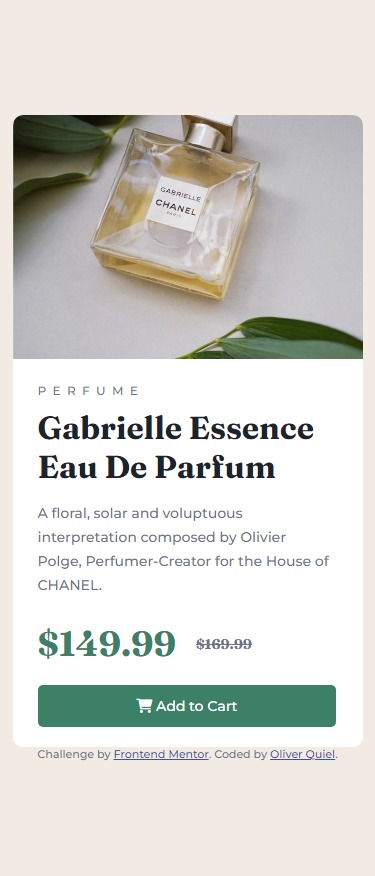 GABRIELLE
CHANEL
PARIS
PERFUME
Gabrielle Essence
Eau De Parfum
A floral, solar and voluptuous
interpretation composed by Olivier
Polge, Perfumer-Creator for the House of
CHANEL.
$149.99 $169.99
Add to Cart
Challenge by Frontend Mentor. Coded by Oliver Quiel.